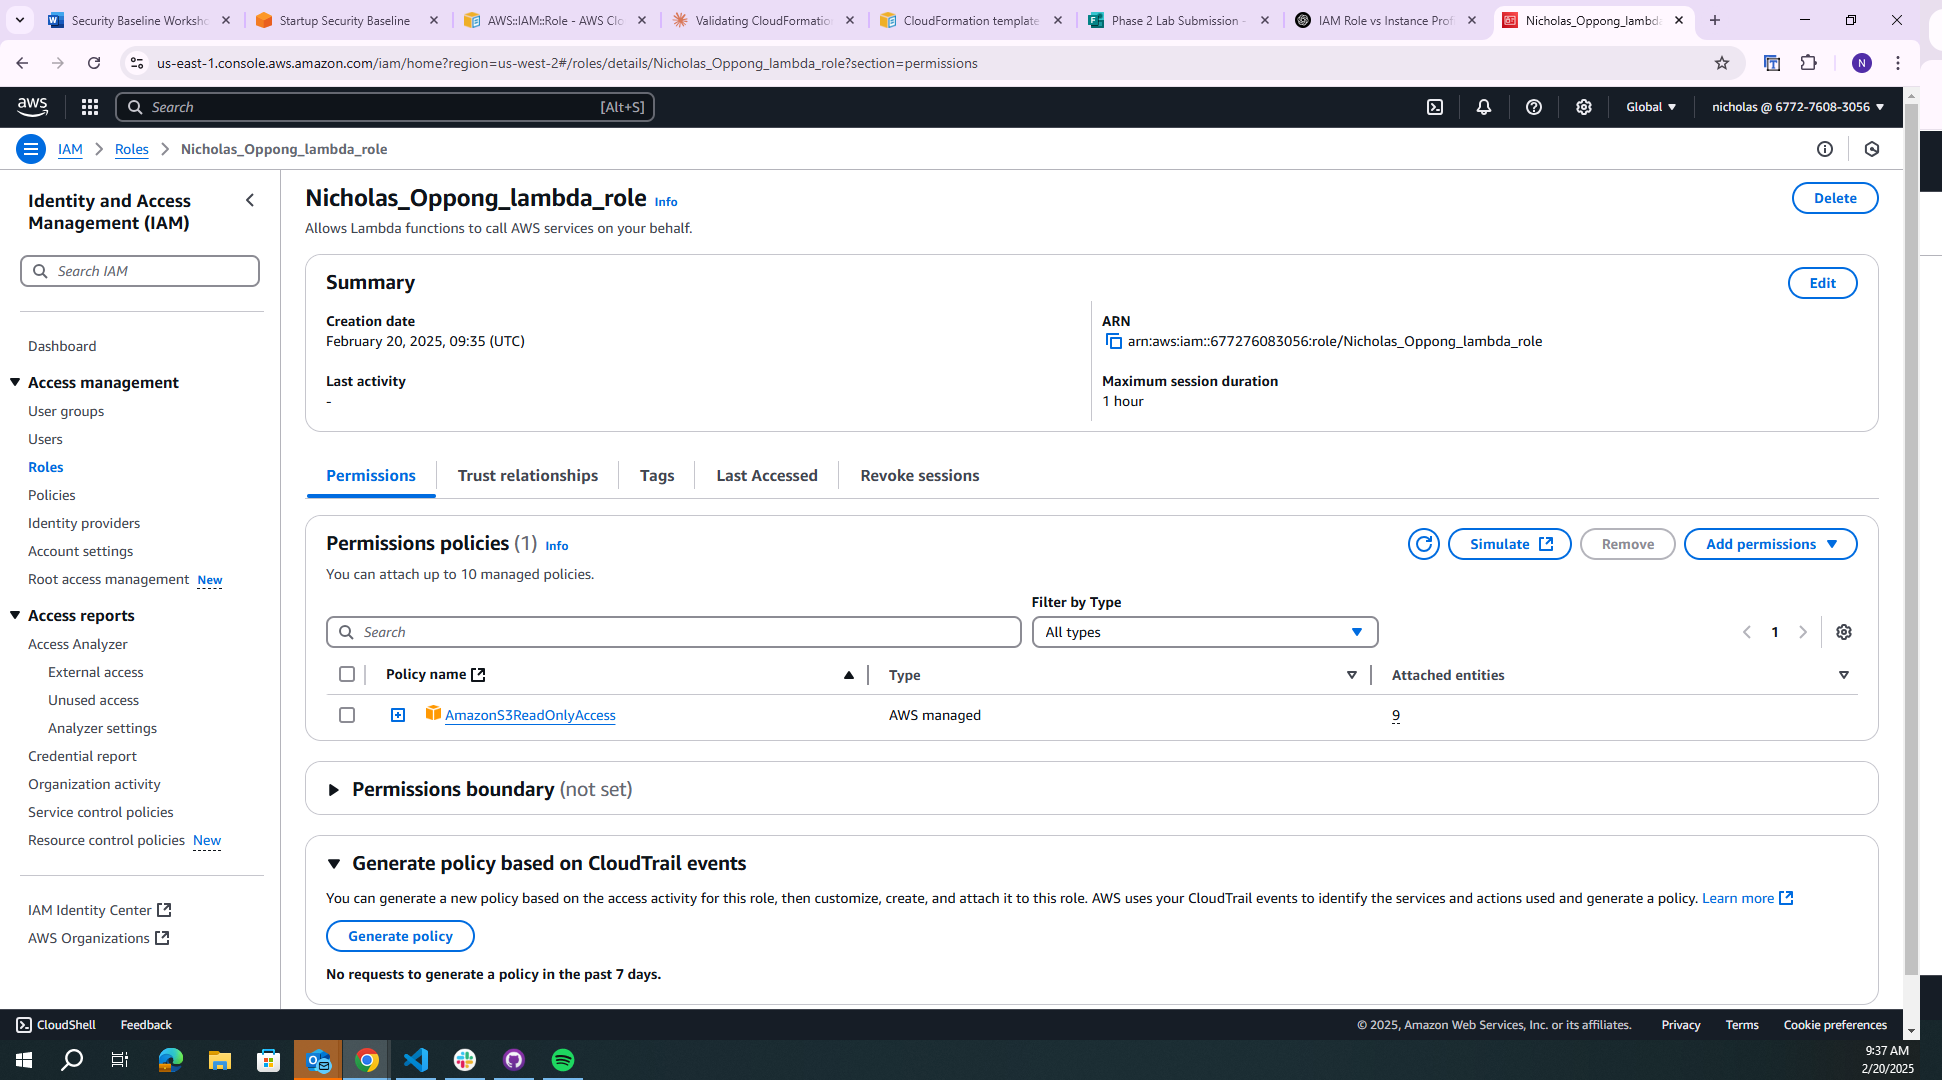 Security Baseline Worksho
Startup Security Baseline
AWS::IAM::Role - AWS Clo
Validating CloudFormation
CloudFormation template
Phase 2 Lab Submission -
IAM Role vs Instance Prof
Nicholas_Oppong_lambda
us-east-1.console.aws.amazon.com/iam/home?region=us-west-2#/roles/details/Nicholas_Oppong_lambda_role?section=permissions
N
aws
Search
[Alt+S]
Global
nicholas @ 6772-7608-3056
IAM
Roles
Nicholas_Oppong_lambda_role
Identity and Access
Management (IAM)
Search IAM
Dashboard
Access management
User groups
Users
Roles
Policies
Identity providers
Account settings
Root access management New
Access reports
Access Analyzer
External access
Unused access
Analyzer settings
Credential report
Organization activity
Service control policies
Resource control policies New
IAM Identity Center
AWS Organizations
Nicholas_Oppong_lambda_role Info
Delete
Allows Lambda functions to call AWS services on your behalf.
Summary
Edit
Creation date
February 20, 2025, 09:35 (UTC)
ARN
arn:aws:iam::677276083056:role/Nicholas_Oppong_lambda_role
Last activity
-
Maximum session duration
1 hour
Permissions
Trust relationships
Tags
Last Accessed
Revoke sessions
Permissions policies (1) Info
Simulate
Remove
Add permissions
You can attach up to 10 managed policies.
Filter by Type
Search
All types
1
Policy name
Type
Attached entities
AmazonS3ReadOnlyAccess
AWS managed
9
Permissions boundary (not set)
Generate policy based on CloudTrail events
You can generate a new policy based on the access activity for this role, then customize, create, and attach it to this role. AWS uses your CloudTrail events to identify the services and actions used and generate a policy. Learn more
Generate policy
No requests to generate a policy in the past 7 days.
CloudShell
Feedback
© 2025, Amazon Web Services, Inc. or its affiliates.
Privacy
Terms
Cookie preferences
9:37 AM
2/20/2025